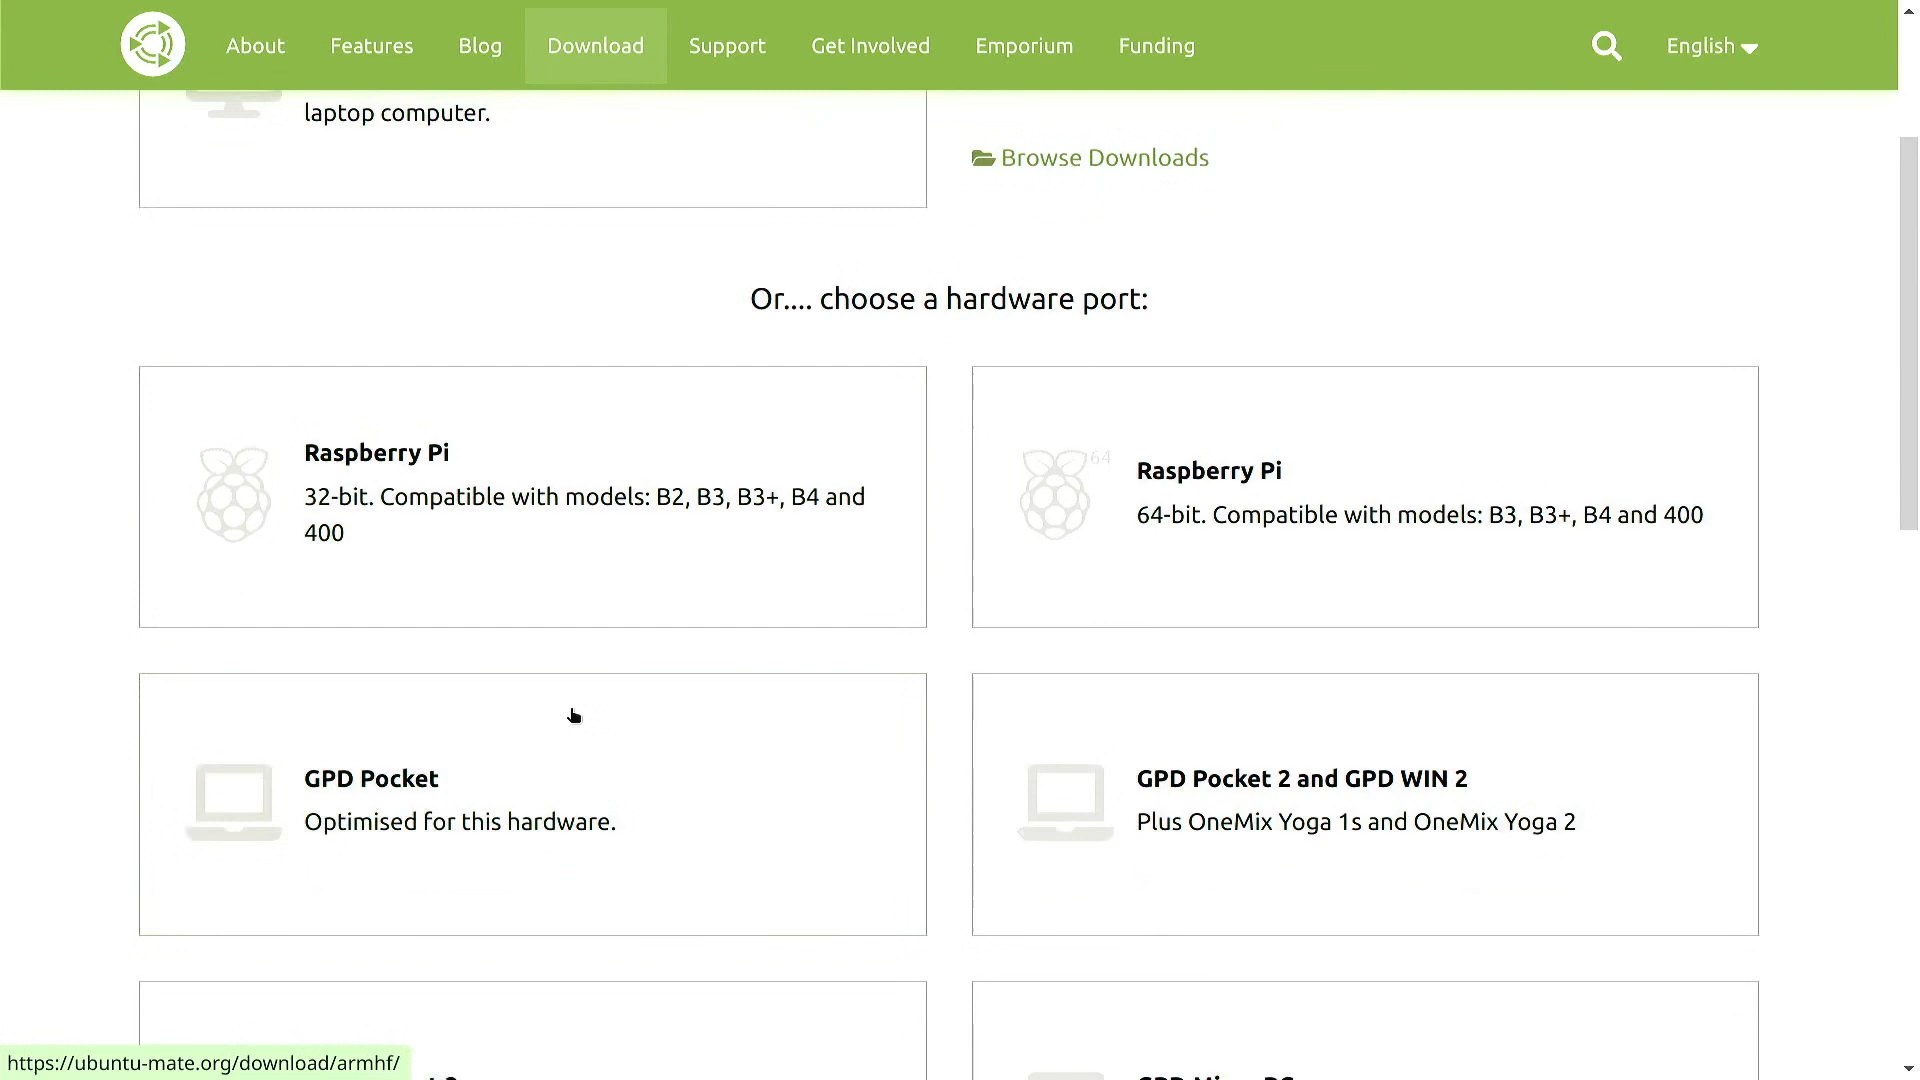 About Features Blog Download Support Get Involved Emporium Funding English
laptop computer.
Browse Downloads
Or.... choose a hardware port:
Raspberry Pi
32-bit. Compatible with models: B2, B3, B3+, B4 and
400
64
Raspberry Pi
64-bit. Compatible with models: B3, B3+, B4 and 400
GPD Pocket
Optimised for this hardware.
GPD Pocket 2 and GPD WIN 2
Plus OneMix Yoga 1s and OneMix Yoga 2
https://ubuntu-mate.org/download/armhf/